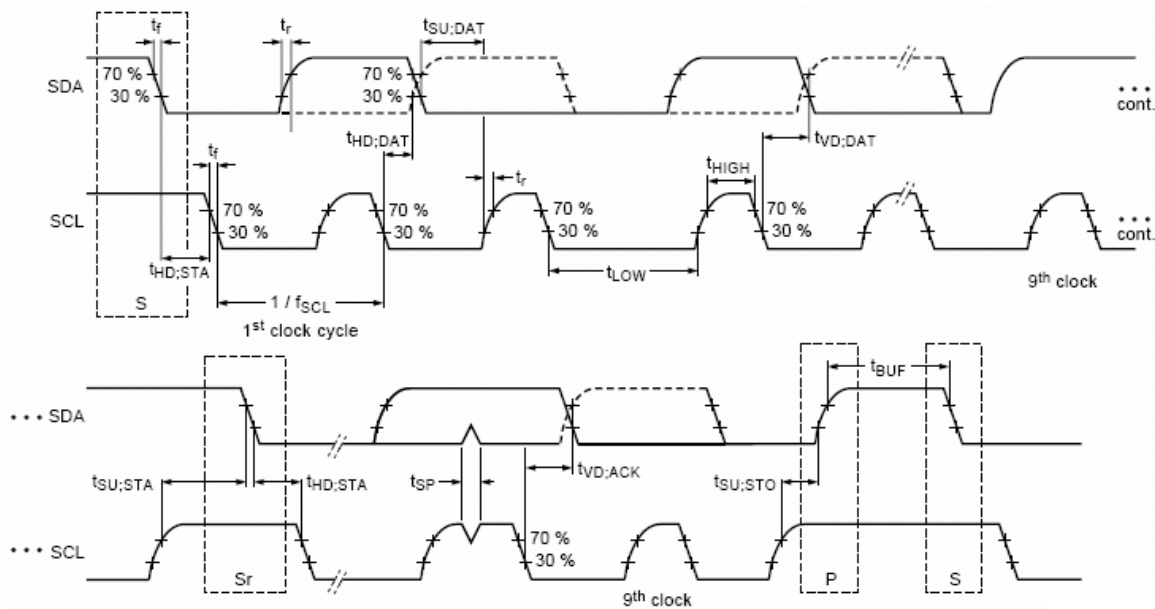 tf tr tSU;DAT
SDA 70 % 30 % 70 % 30 % cont.
tHD;DAT tVD;DAT
tf tr tHIGH
SCL 70 % 30 % 70 % 30 % 70 % 30 % 70 % 30 % cont.
tHD;STA tLOW
S 1 / fSCL 9th clock
1st clock cycle
tBUF
SDA
tSU;STA tHD;STA tSP tVD;ACK tSU;STO
SCL 70 % 30 %
Sr P S
9th clock